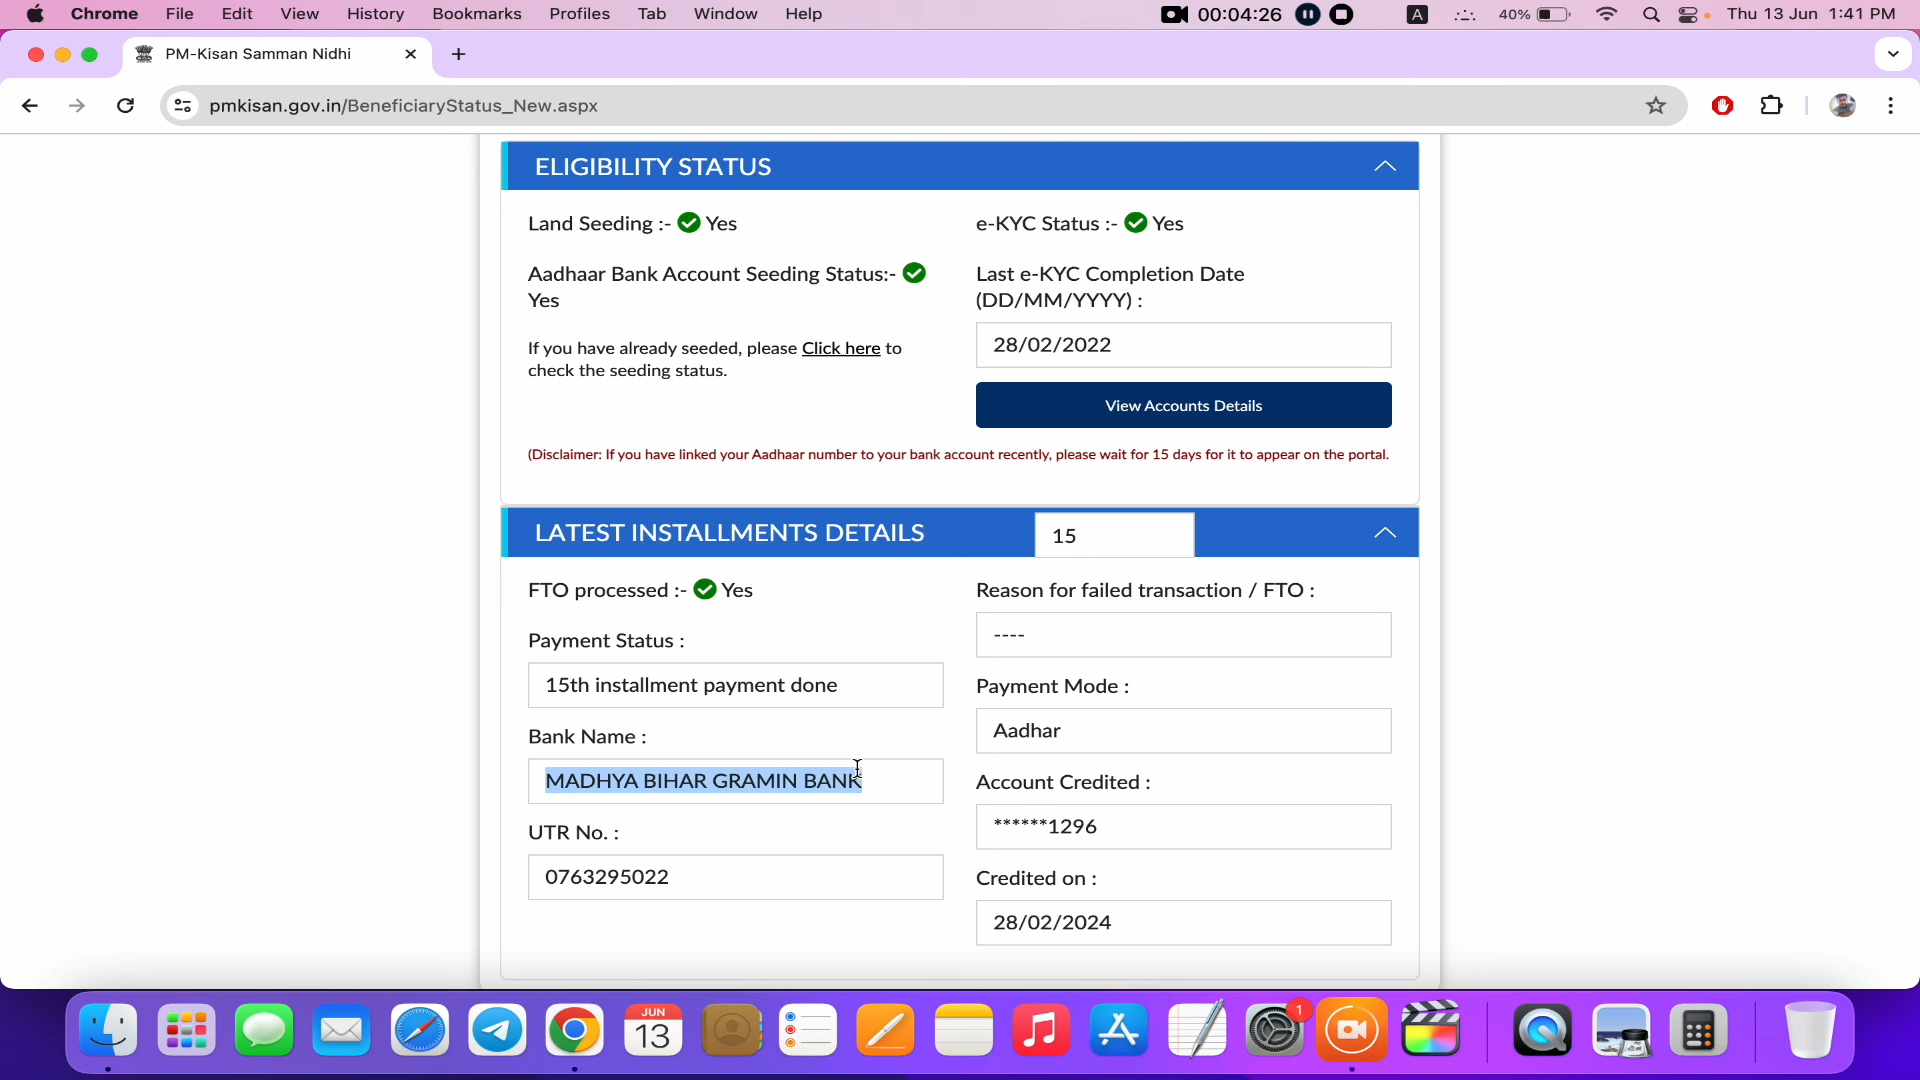 Chrome File Edit View History Bookmarks Profiles Tab Window Help 00:04:26 A 40% Thu 13 Jun 1:41 PM
PM-Kisan Samman Nidhi
pmkisan.gov.in/BeneficiaryStatus_New.aspx
ELIGIBILITY STATUS
Land Seeding :- Yes
e-KYC Status :- Yes
Aadhaar Bank Account Seeding Status:-
Yes
Last e-KYC Completion Date
(DD/MM/YYYY) :
28/02/2022
If you have already seeded, please Click here to
check the seeding status.
View Accounts Details
(Disclaimer: If you have linked your Aadhaar number to your bank account recently, please wait for 15 days for it to appear on the portal.
LATEST INSTALLMENTS DETAILS 15
FTO processed :- Yes
Reason for failed transaction / FTO :
----
Payment Status :
15th installment payment done
Payment Mode :
Aadhar
Bank Name :
MADHYA BIHAR GRAMIN BANK
Account Credited :
******1296
UTR No. :
0763295022
Credited on :
28/02/2024
JUN
13
1